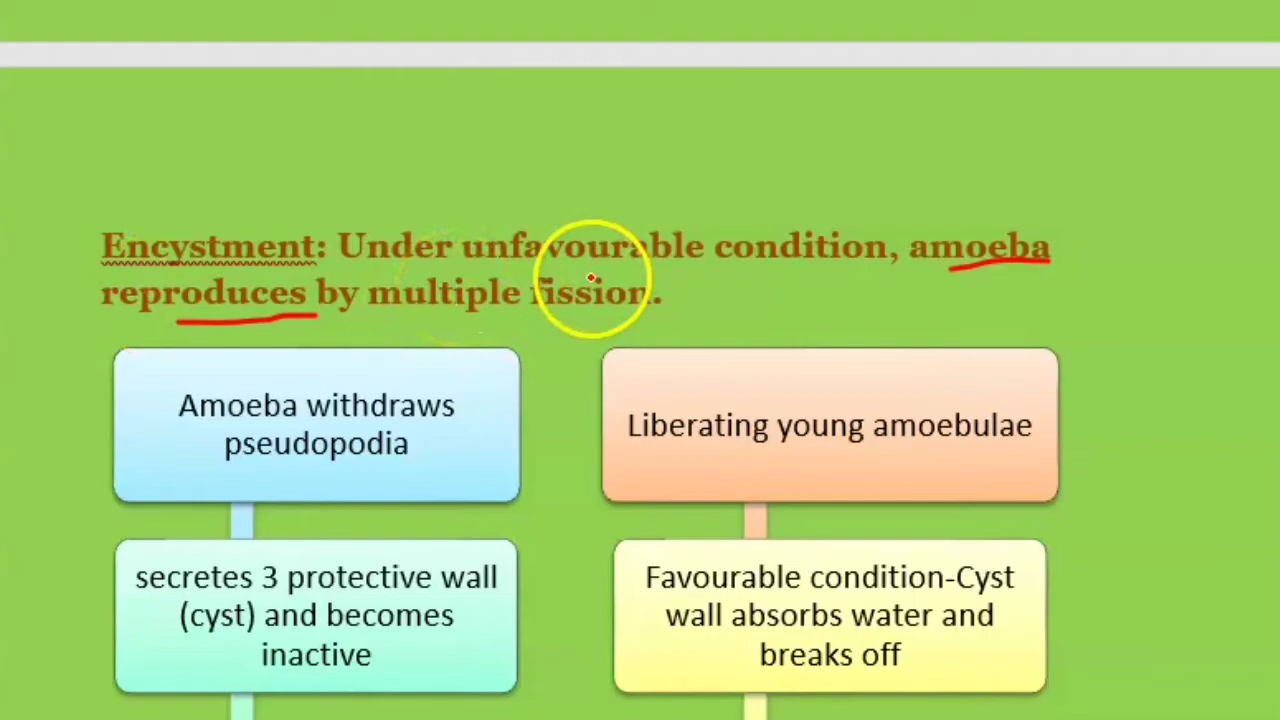 Encystment: Under unfavourable condition, amoeba
reproduces by multiple fission.
Amoeba withdraws
pseudopodia
Liberating young amoebulae
secretes 3 protective wall
(cyst) and becomes
inactive
Favourable condition-Cyst
wall absorbs water and
breaks off